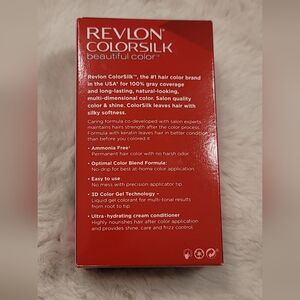 REVLON
COLORSILK
beautiful color™
Revlon ColorSilk™, the #1 hair color brand
in the USA* for 100% gray coverage
and long-lasting, natural-looking,
multi-dimensional color. Salon quality
color & shine. ColorSilk leaves hair with
silky softness.
Caring formula co-developed with salon experts
maintains hairs strength after the color process.
Formula with keratin leaves hair in better condition
than before you colored it.
• Ammonia Free†
Permanent hair color with no harsh odor.
• Optimal Color Blend Formula:
No-drip for best at-home color application.
• Easy to use
No mess with precision applicator tip.
• 3D Color Gel Technology –
Liquid gel colorant for multi-tonal results
from root to tip
• Ultra-hydrating cream conditioner
Highly nourishes hair after color application
and provides shine, care and frizz control.